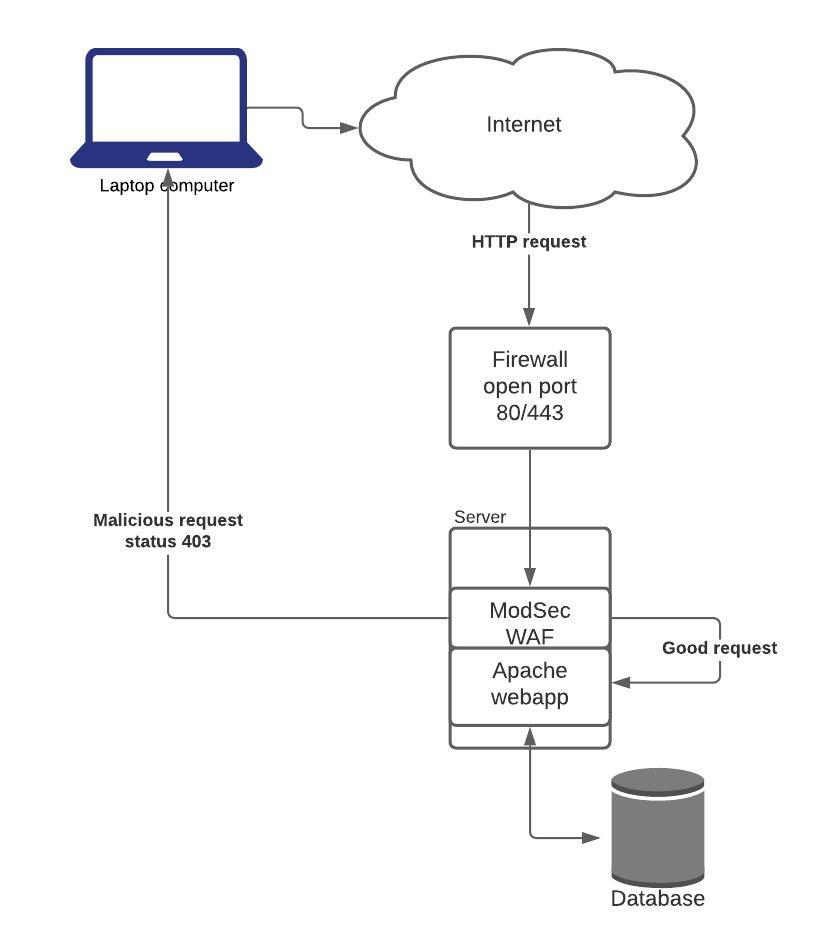 Internet
Laptop computer
HTTP request
Firewall
open port
80/443
Server
Malicious request
status 403
ModSec
WAF
Good request
Apache
webapp
Database